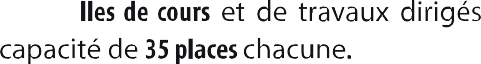 lles de cours et de travaux dirigés
capacité de 35 places chacune.